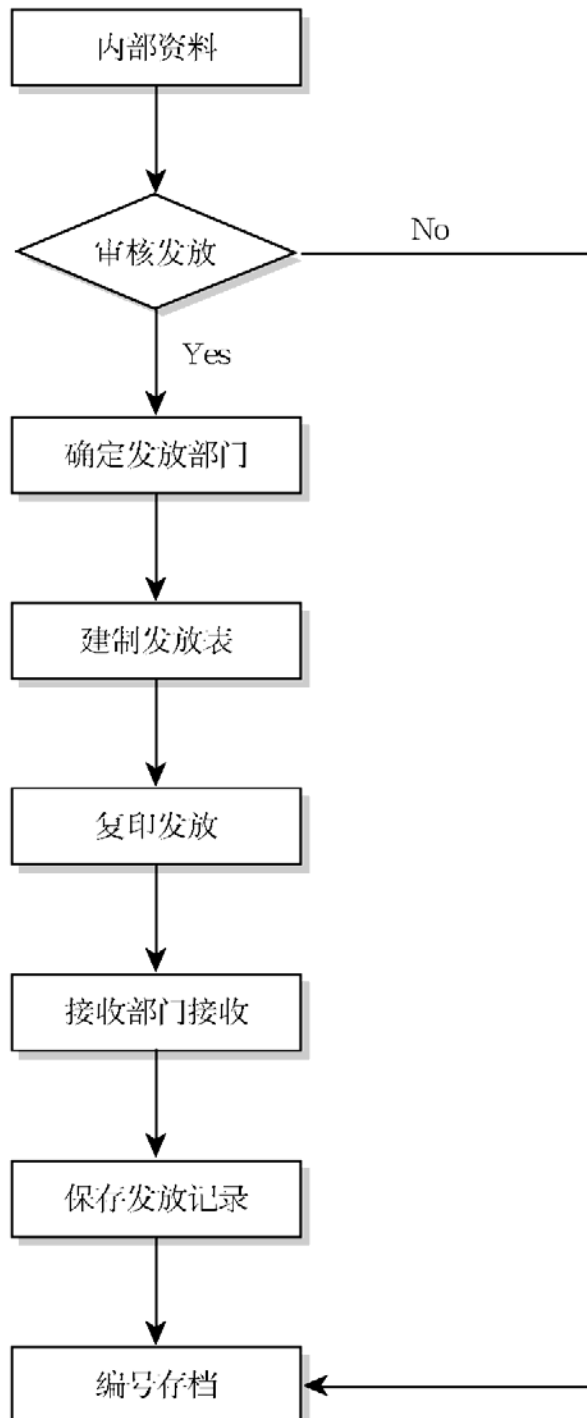 内部资料
审核发放
No
Yes
确定发放部门
建制发放表
复印发放
接收部门接收
保存发放记录
编号存档